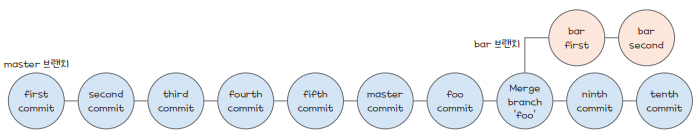 bar
first
bar
second
bar 브랜치
master 브랜치
first
commit
second
commit
third
commit
fourth
commit
fifth
commit
master
commit
foo
commit
Merge
branch
'foo'
ninth
commit
tenth
commit